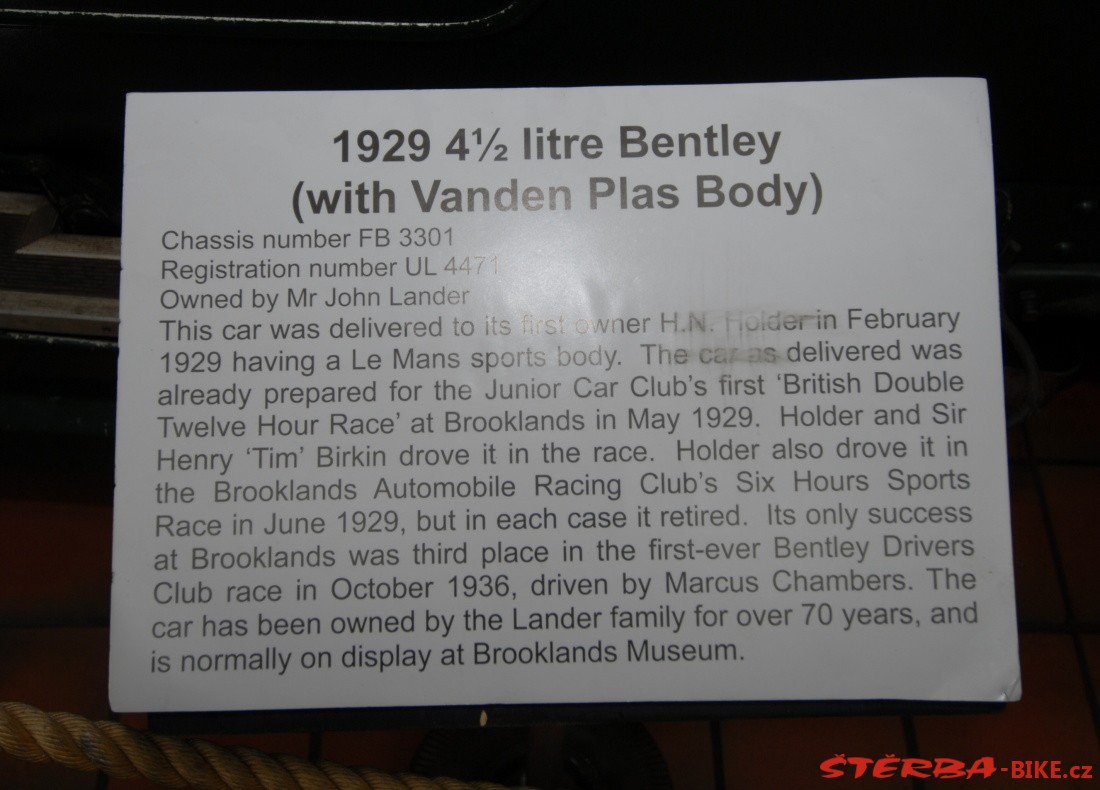 1929 4½ litre Bentley
(with Vanden Plas Body)
Chassis number FB 3301
Registration number UL 4471
Owned by Mr John Lander
This car was delivered to its first owner H.N. Holder in February
1929 having a Le Mans sports body. The car as delivered was
already prepared for the Junior Car Club's first 'British Double
Twelve Hour Race' at Brooklands in May 1929. Holder and Sir
Henry 'Tim' Birkin drove it in the race. Holder also drove it in
the Brooklands Automobile Racing Club's Six Hours Sports
Race in June 1929, but in each case it retired. Its only success
at Brooklands was third place in the first-ever Bentley Drivers
Club race in October 1936, driven by Marcus Chambers. The
car has been owned by the Lander family for over 70 years, and
is normally on display at Brooklands Museum.
ŠTĒRBA-BIKE.cz